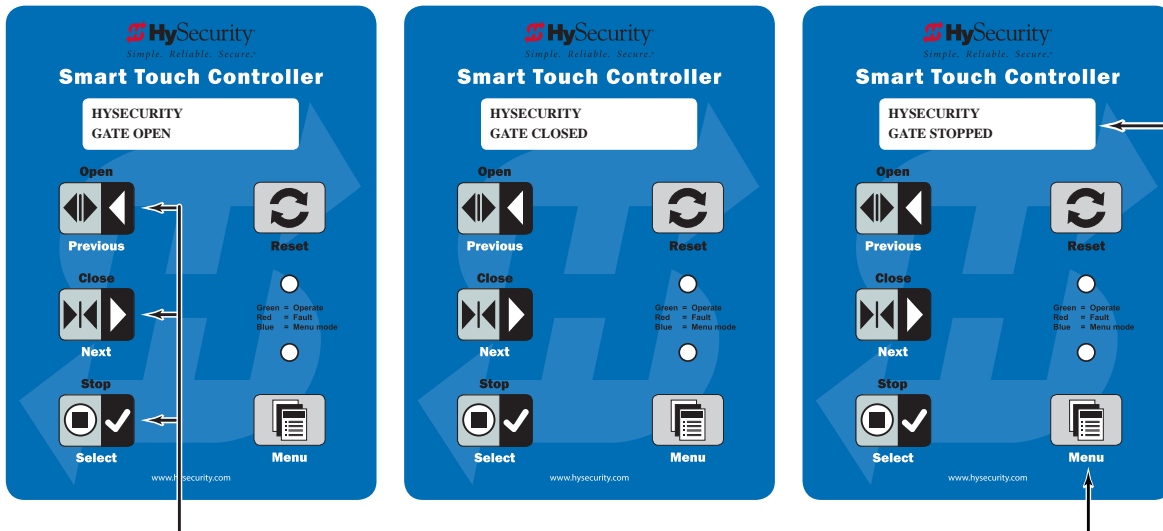 HySecurity
Simple. Reliable. Secure.
Smart Touch Controller
HYSECURITY
GATE OPEN
Open
Previous
Reset
Close
Green = Operate
Red = Fault
Blue = Menu mode
Next
Stop
Select
Menu
www.hysecurity.com
HySecurity
Simple. Reliable. Secure.
Smart Touch Controller
HYSECURITY
GATE CLOSED
Open
Previous
Reset
Close
Green = Operate
Red = Fault
Blue = Menu mode
Next
Stop
Select
Menu
www.hysecurity.com
HySecurity
Simple. Reliable. Secure.
Smart Touch Controller
HYSECURITY
GATE STOPPED
Open
Previous
Reset
Close
Green = Operate
Red = Fault
Blue = Menu mode
Next
Stop
Select
Menu
www.hysecurity.com